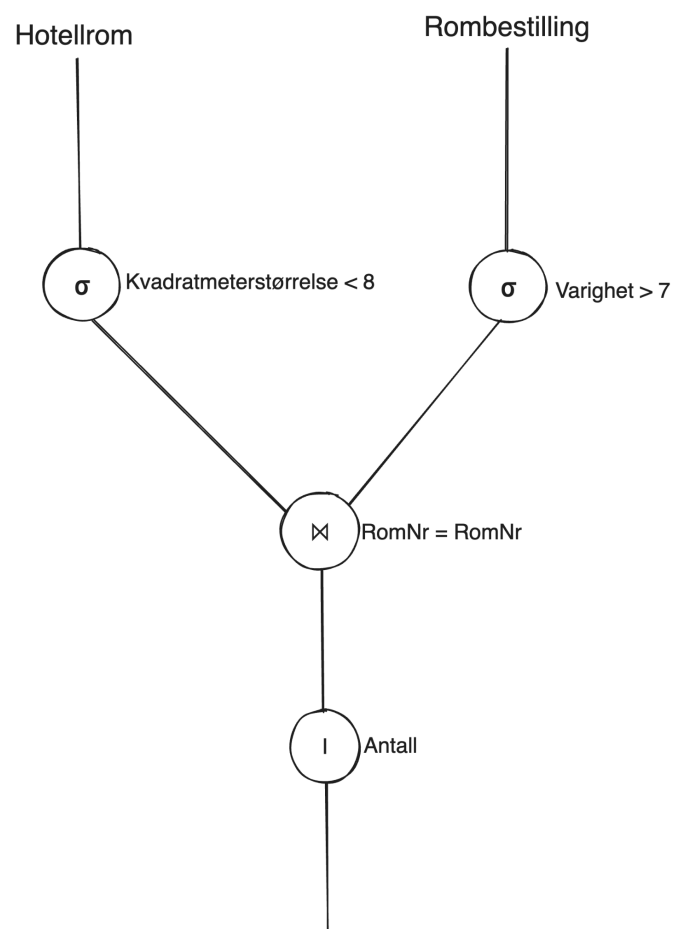 Hotellrom
Rombestilling
σ
Kvadratmeterstørrelse < 8
σ
Varighet > 7
⋈
RomNr = RomNr
I
Antall